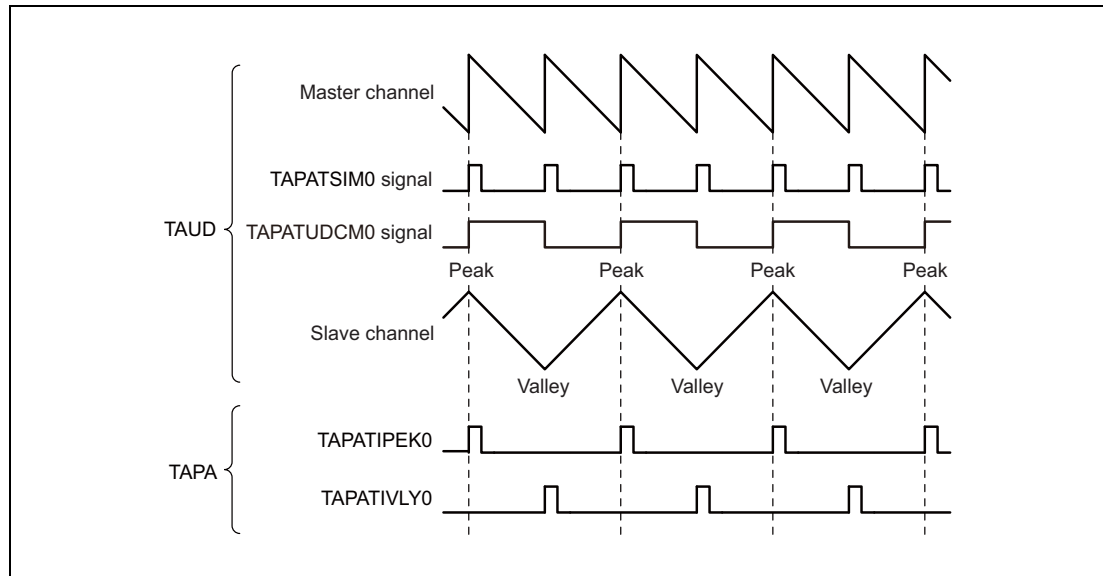 Master channel
TAPATSIM0 signal
TAUD
TAPATUDCM0 signal
Peak Peak Peak Peak
Slave channel
Valley Valley Valley
TAPATIPEK0
TAPA
TAPATIVLY0